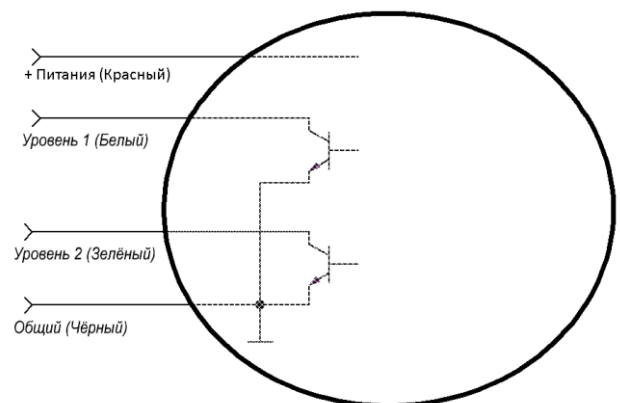 + Питания (Красный)
Уровень 1 (Белый)
Уровень 2 (Зелёный)
Общий (Чёрный)